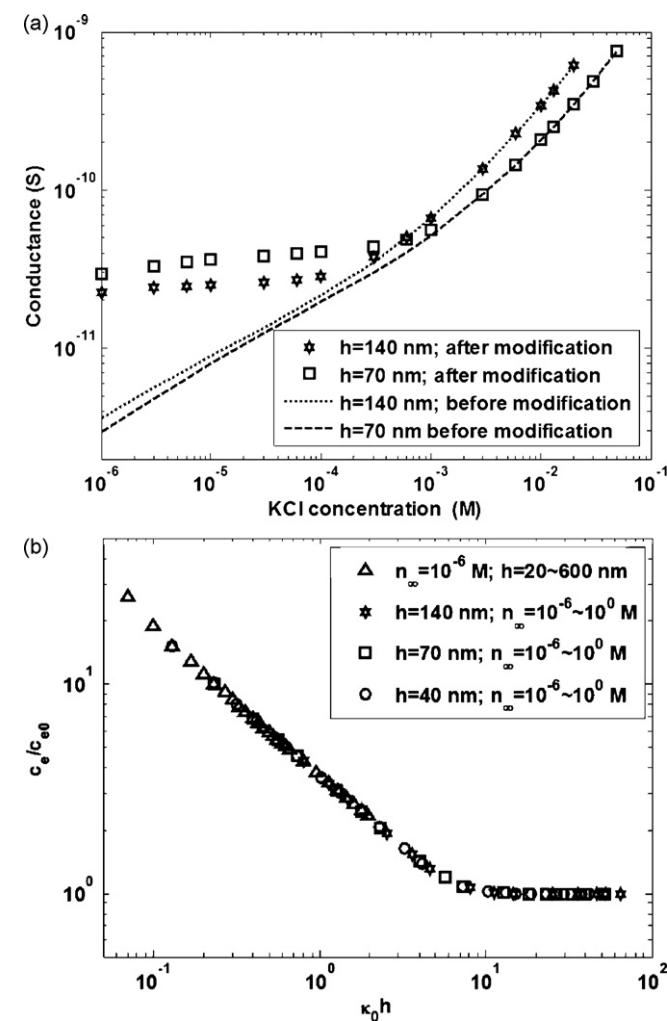 (a)
10⁻⁹
10⁻¹⁰
10⁻¹¹
Conductance (S)
h=140 nm; after modification
h=70 nm; after modification
h=140 nm; before modification
h=70 nm before modification
10⁻⁶ 10⁻⁵ 10⁻⁴ 10⁻³ 10⁻² 10⁻¹
KCl concentration (M)
(b)
n∞=10⁻⁶ M; h=20~600 nm
h=140 nm; n∞=10⁻⁶~10⁰ M
h=70 nm; n∞=10⁻⁶~10⁰ M
h=40 nm; n∞=10⁻⁶~10⁰ M
10¹
10⁰
cₑ/cₑ₀
10⁻¹ 10⁰ 10¹ 10²
κ₀h